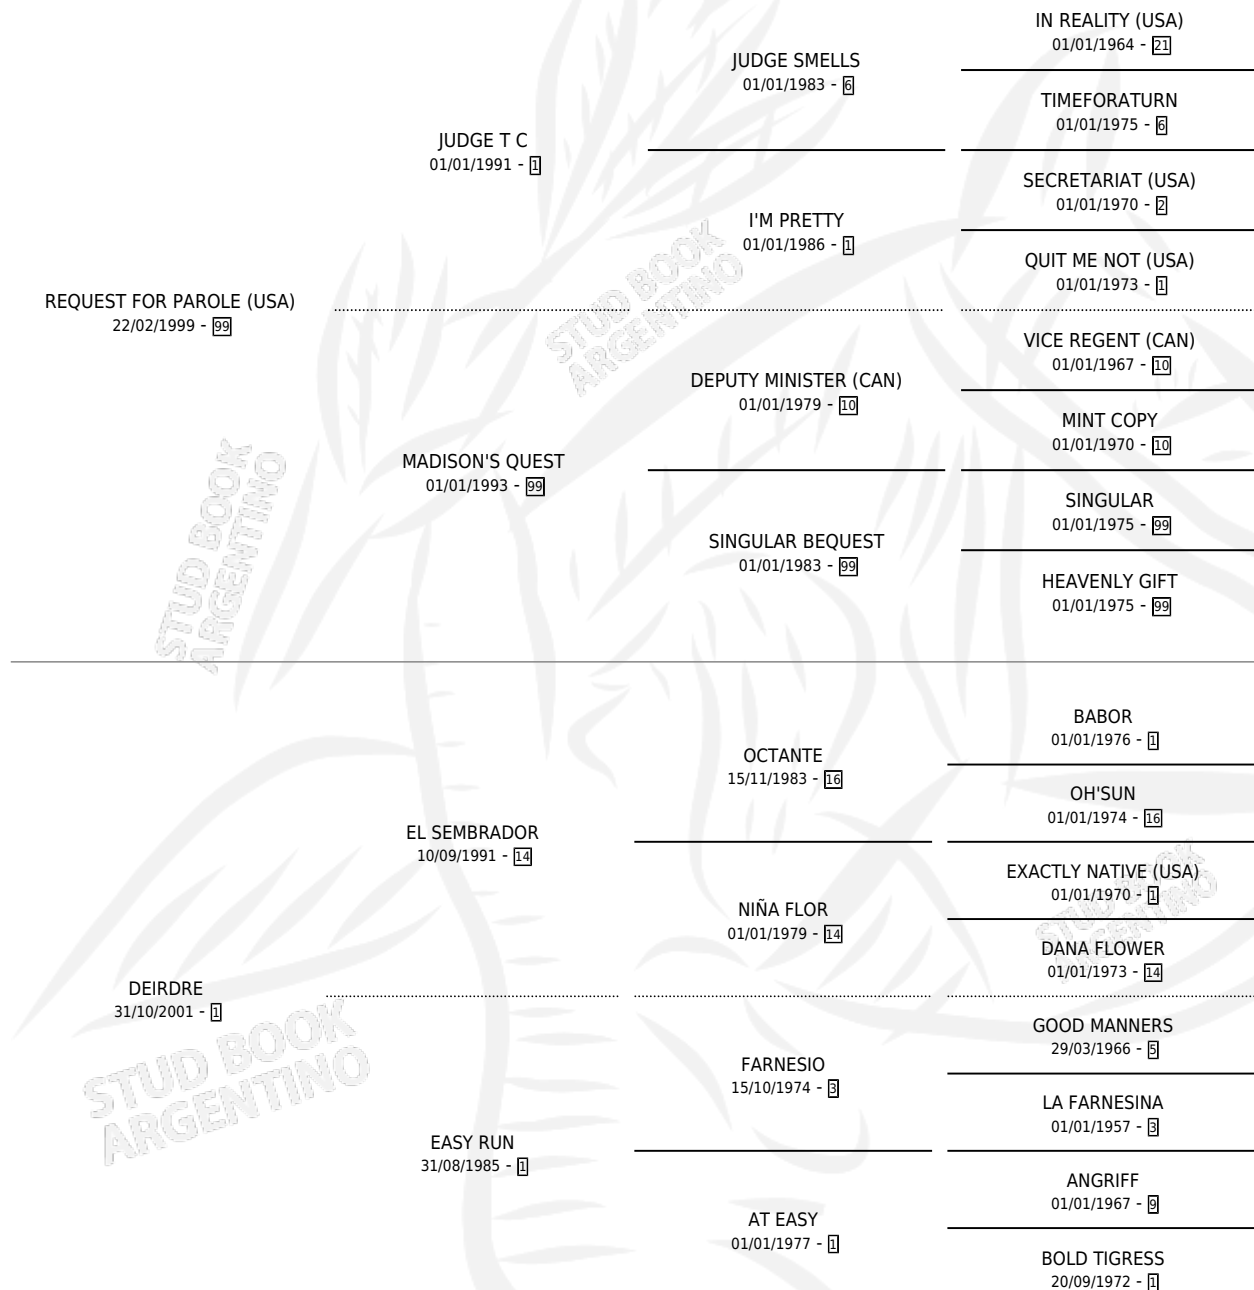 IN REALITY (USA)
01/01/1964 - 21
JUDGE SMELLS
01/01/1983 - 6
TIMEFORATURN
01/01/1975 - 6
JUDGE T C
01/01/1991 - 1
SECRETARIAT (USA)
01/01/1970 - 2
I'M PRETTY
01/01/1986 - 1
QUIT ME NOT (USA)
01/01/1973 - 1
REQUEST FOR PAROLE (USA)
22/02/1999 - 99
STUD BOOK
ARGENTINO
VICE REGENT (CAN)
01/01/1967 - 10
DEPUTY MINISTER (CAN)
01/01/1979 - 10
MINT COPY
01/01/1970 - 10
MADISON'S QUEST
01/01/1993 - 99
SINGULAR
01/01/1975 - 99
SINGULAR BEQUEST
01/01/1983 - 99
HEAVENLY GIFT
01/01/1975 - 99
STUD BOOK
ARGENTINO
BABOR
01/01/1976 - 1
OCTANTE
15/11/1983 - 16
OH'SUN
01/01/1974 - 16
EL SEMBRADOR
10/09/1991 - 14
EXACTLY NATIVE (USA)
01/01/1970 - 1
NIÑA FLOR
01/01/1979 - 14
STUD BOOK
ARGENTINO
DANA FLOWER
01/01/1973 - 14
DEIRDRE
31/10/2001 - 1
STUD BOOK
ARGENTINO
GOOD MANNERS
29/03/1966 - 5
FARNESIO
15/10/1974 - 3
LA FARNESINA
01/01/1957 - 3
EASY RUN
31/08/1985 - 1
ANGRIFF
01/01/1967 - 9
AT EASY
01/01/1977 - 1
BOLD TIGRESS
20/09/1972 - 1